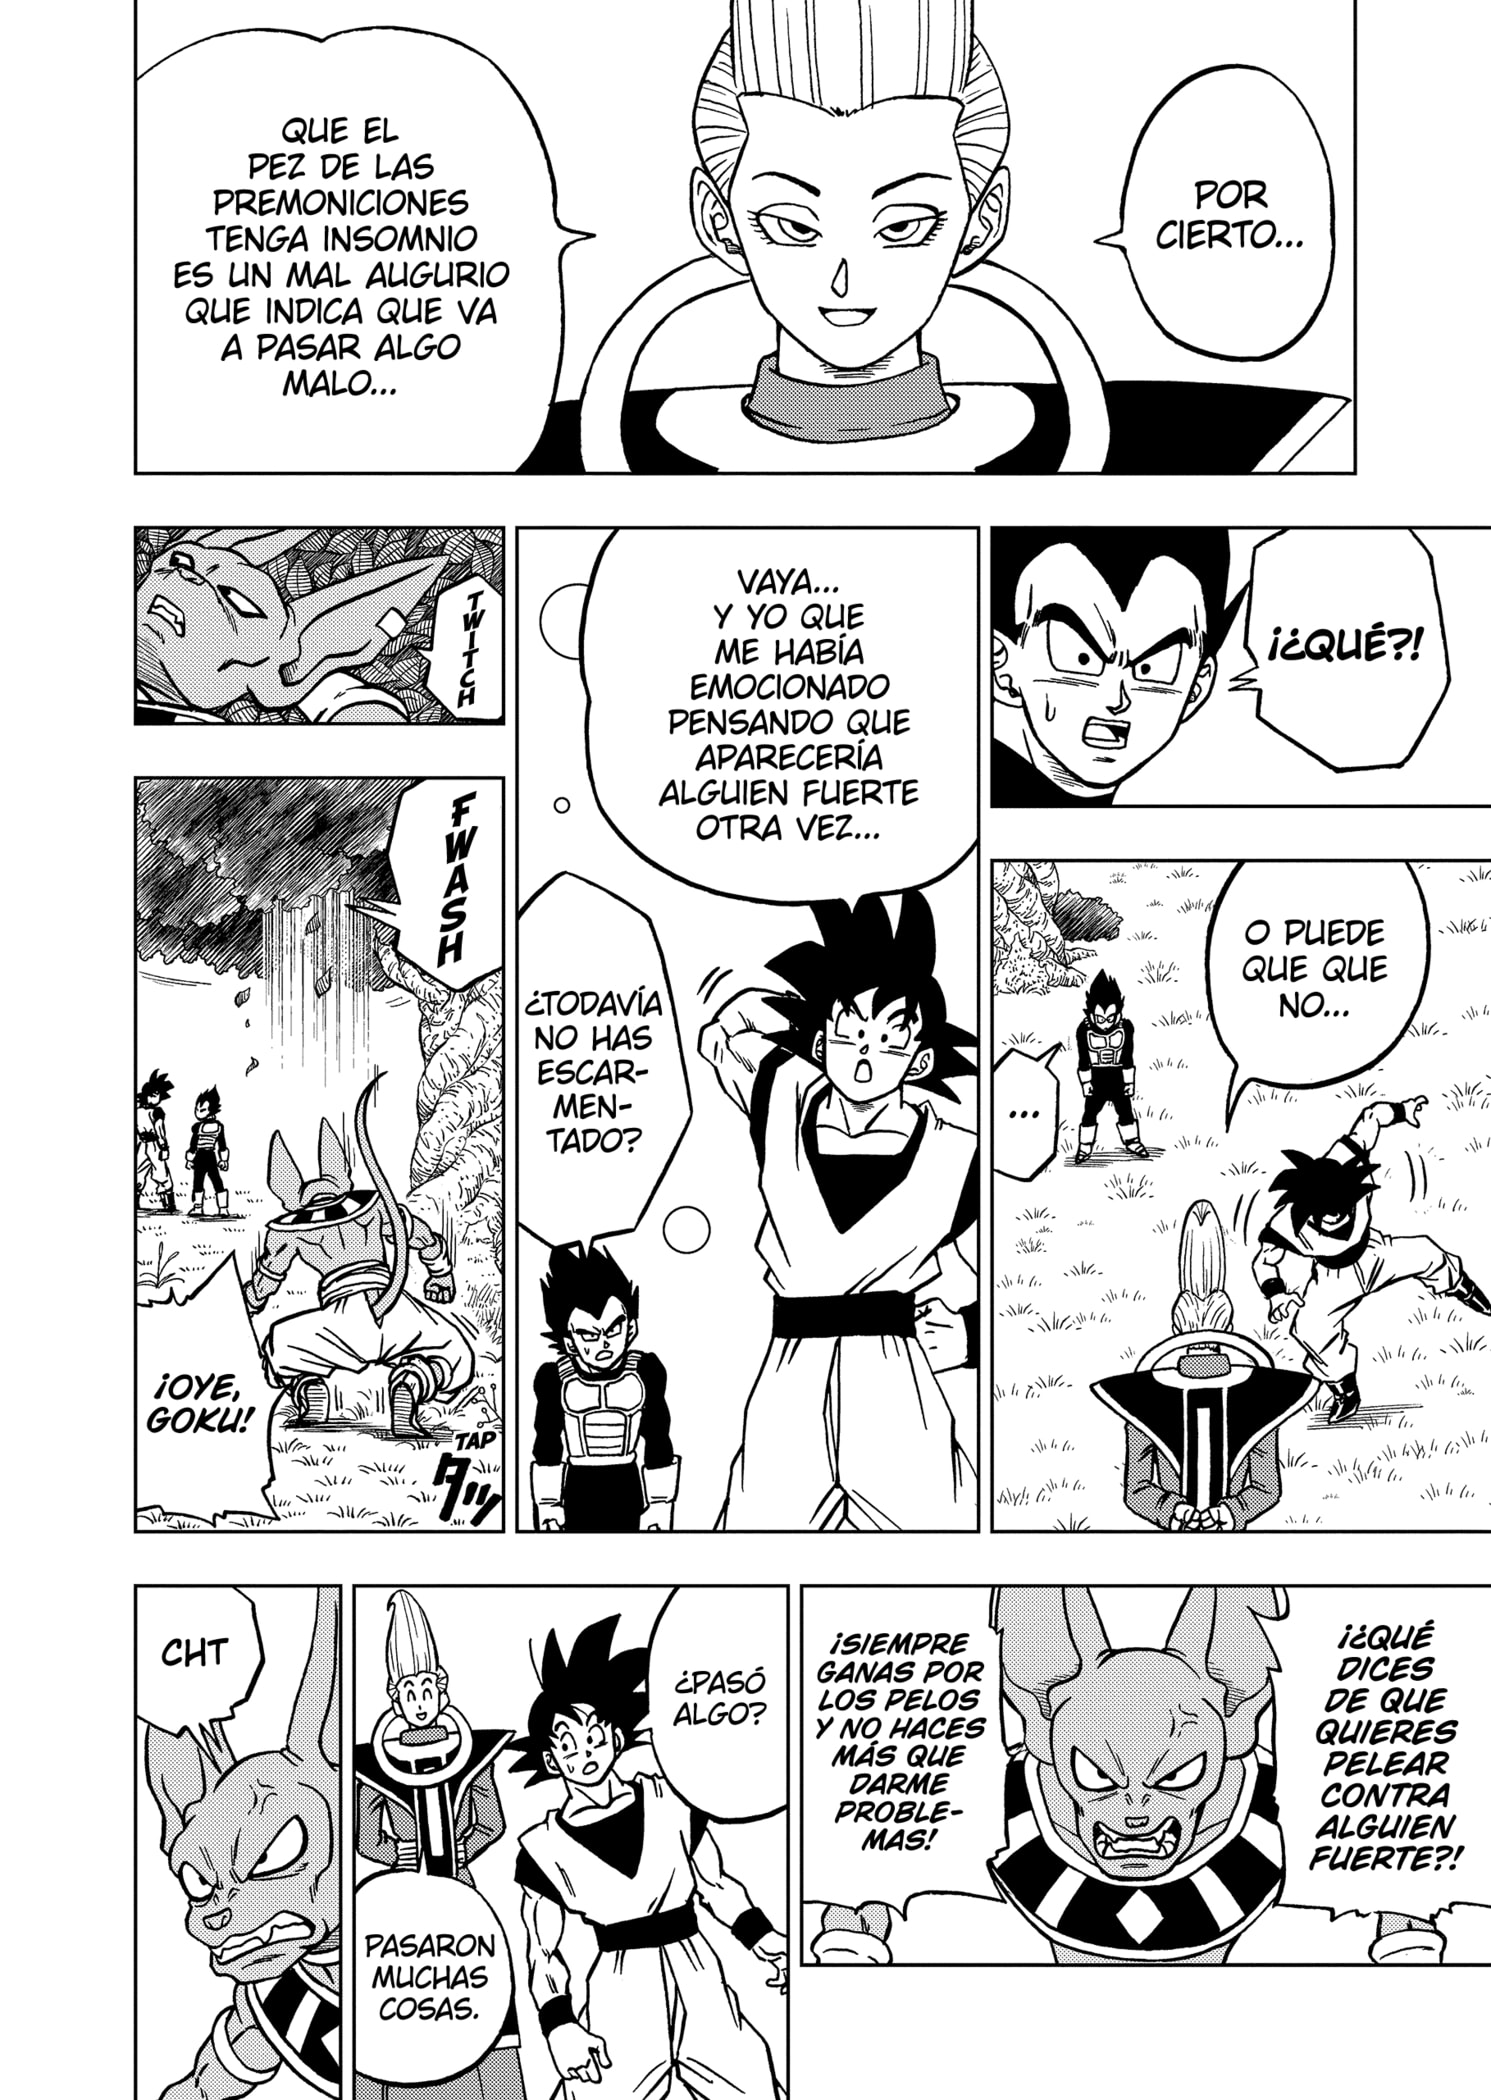 POR
CIERTO...
QUE EL
PEZ DE LAS
PREMONICIONES
TENGA INSOMNIO
ES UN MAL AUGURIO
QUE INDICA QUE VA
A PASAR ALGO
MALO...
¡¿QUÉ?!
O PUEDE
QUE QUE
NO...
...
VAYA...
Y YO QUE
ME HABÍA
EMOCIONADO
PENSANDO QUE
APARECERÍA
ALGUIEN FUERTE
OTRA VEZ...
¿TODAVÍA
NO HAS
ESCAR-
MEN-
TADO?
TWITCH
FWASH
¡OYE,
GOKU!
TAP
タッ
¡¿QUÉ
DICES
DE QUE
QUIERES
PELEAR
CONTRA
ALGUIEN
FUERTE?!
¡SIEMPRE
GANAS POR
LOS PELOS
Y NO HACES
MÁS QUE
DARME
PROBLE-
MAS!
¿PASÓ
ALGO?
PASARON
MUCHAS
COSAS.
CHT